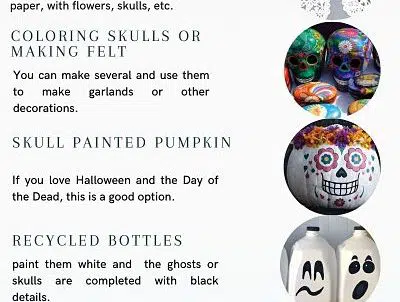 paper, with flowers, skulls, etc.
COLORING SKULLS OR
MAKING FELT
You can make several and use them
to make garlands or other
decorations.
SKULL PAINTED PUMPKIN
If you love Halloween and the Day of
the Dead, this is a good option.
RECYCLED BOTTLES
paint them white and the ghosts or
skulls are completed with black
details.